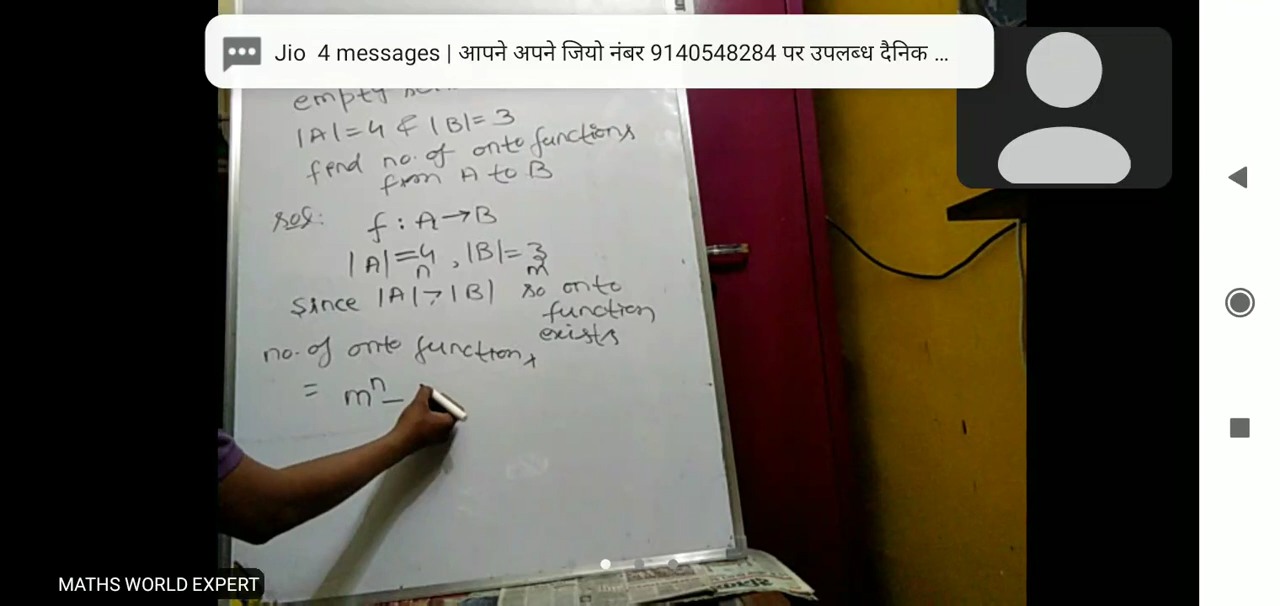 Jio 4 messages | आपने अपने जियो नंबर 9140548284 पर उपलब्ध दैनिक ...
empty
|A|=4 & |B|=3
find no. of onto functions
from A to B
sol: f : A→B
|A|=4, |B|=3
n m
Since |A|>|B| so onto
function
exists
no. of onto functions
= mⁿ –
MATHS WORLD EXPERT